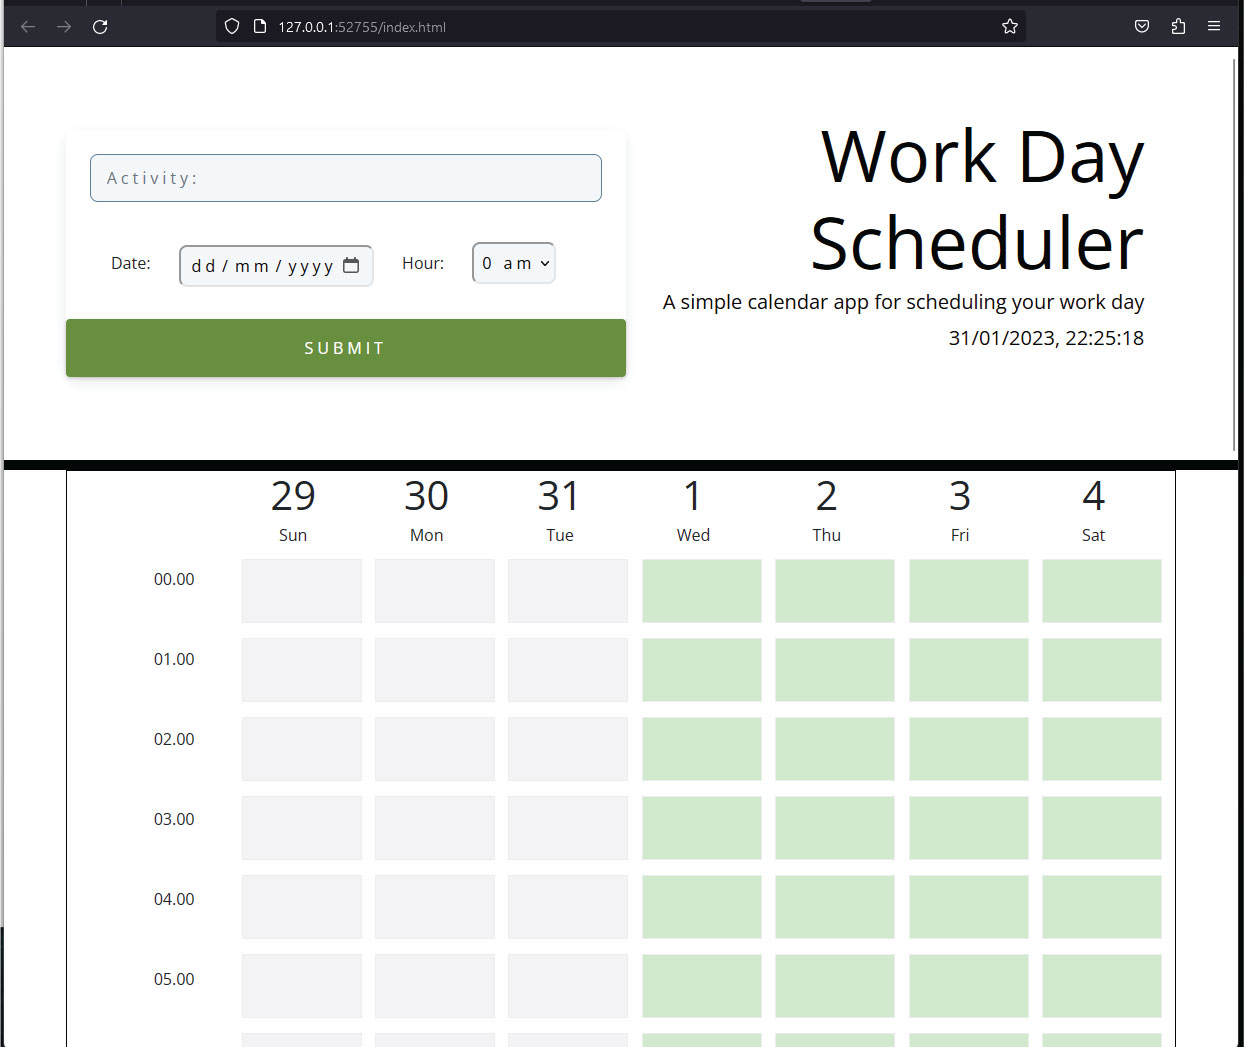 127.0.0.1:52755/index.html
Activity:
Date:
dd/mm/yyyy
Hour:
0 am
SUBMIT
Work Day
Scheduler
A simple calendar app for scheduling your work day
31/01/2023, 22:25:18
29 30 31 1 2 3 4
Sun Mon Tue Wed Thu Fri Sat
00.00
01.00
02.00
03.00
04.00
05.00